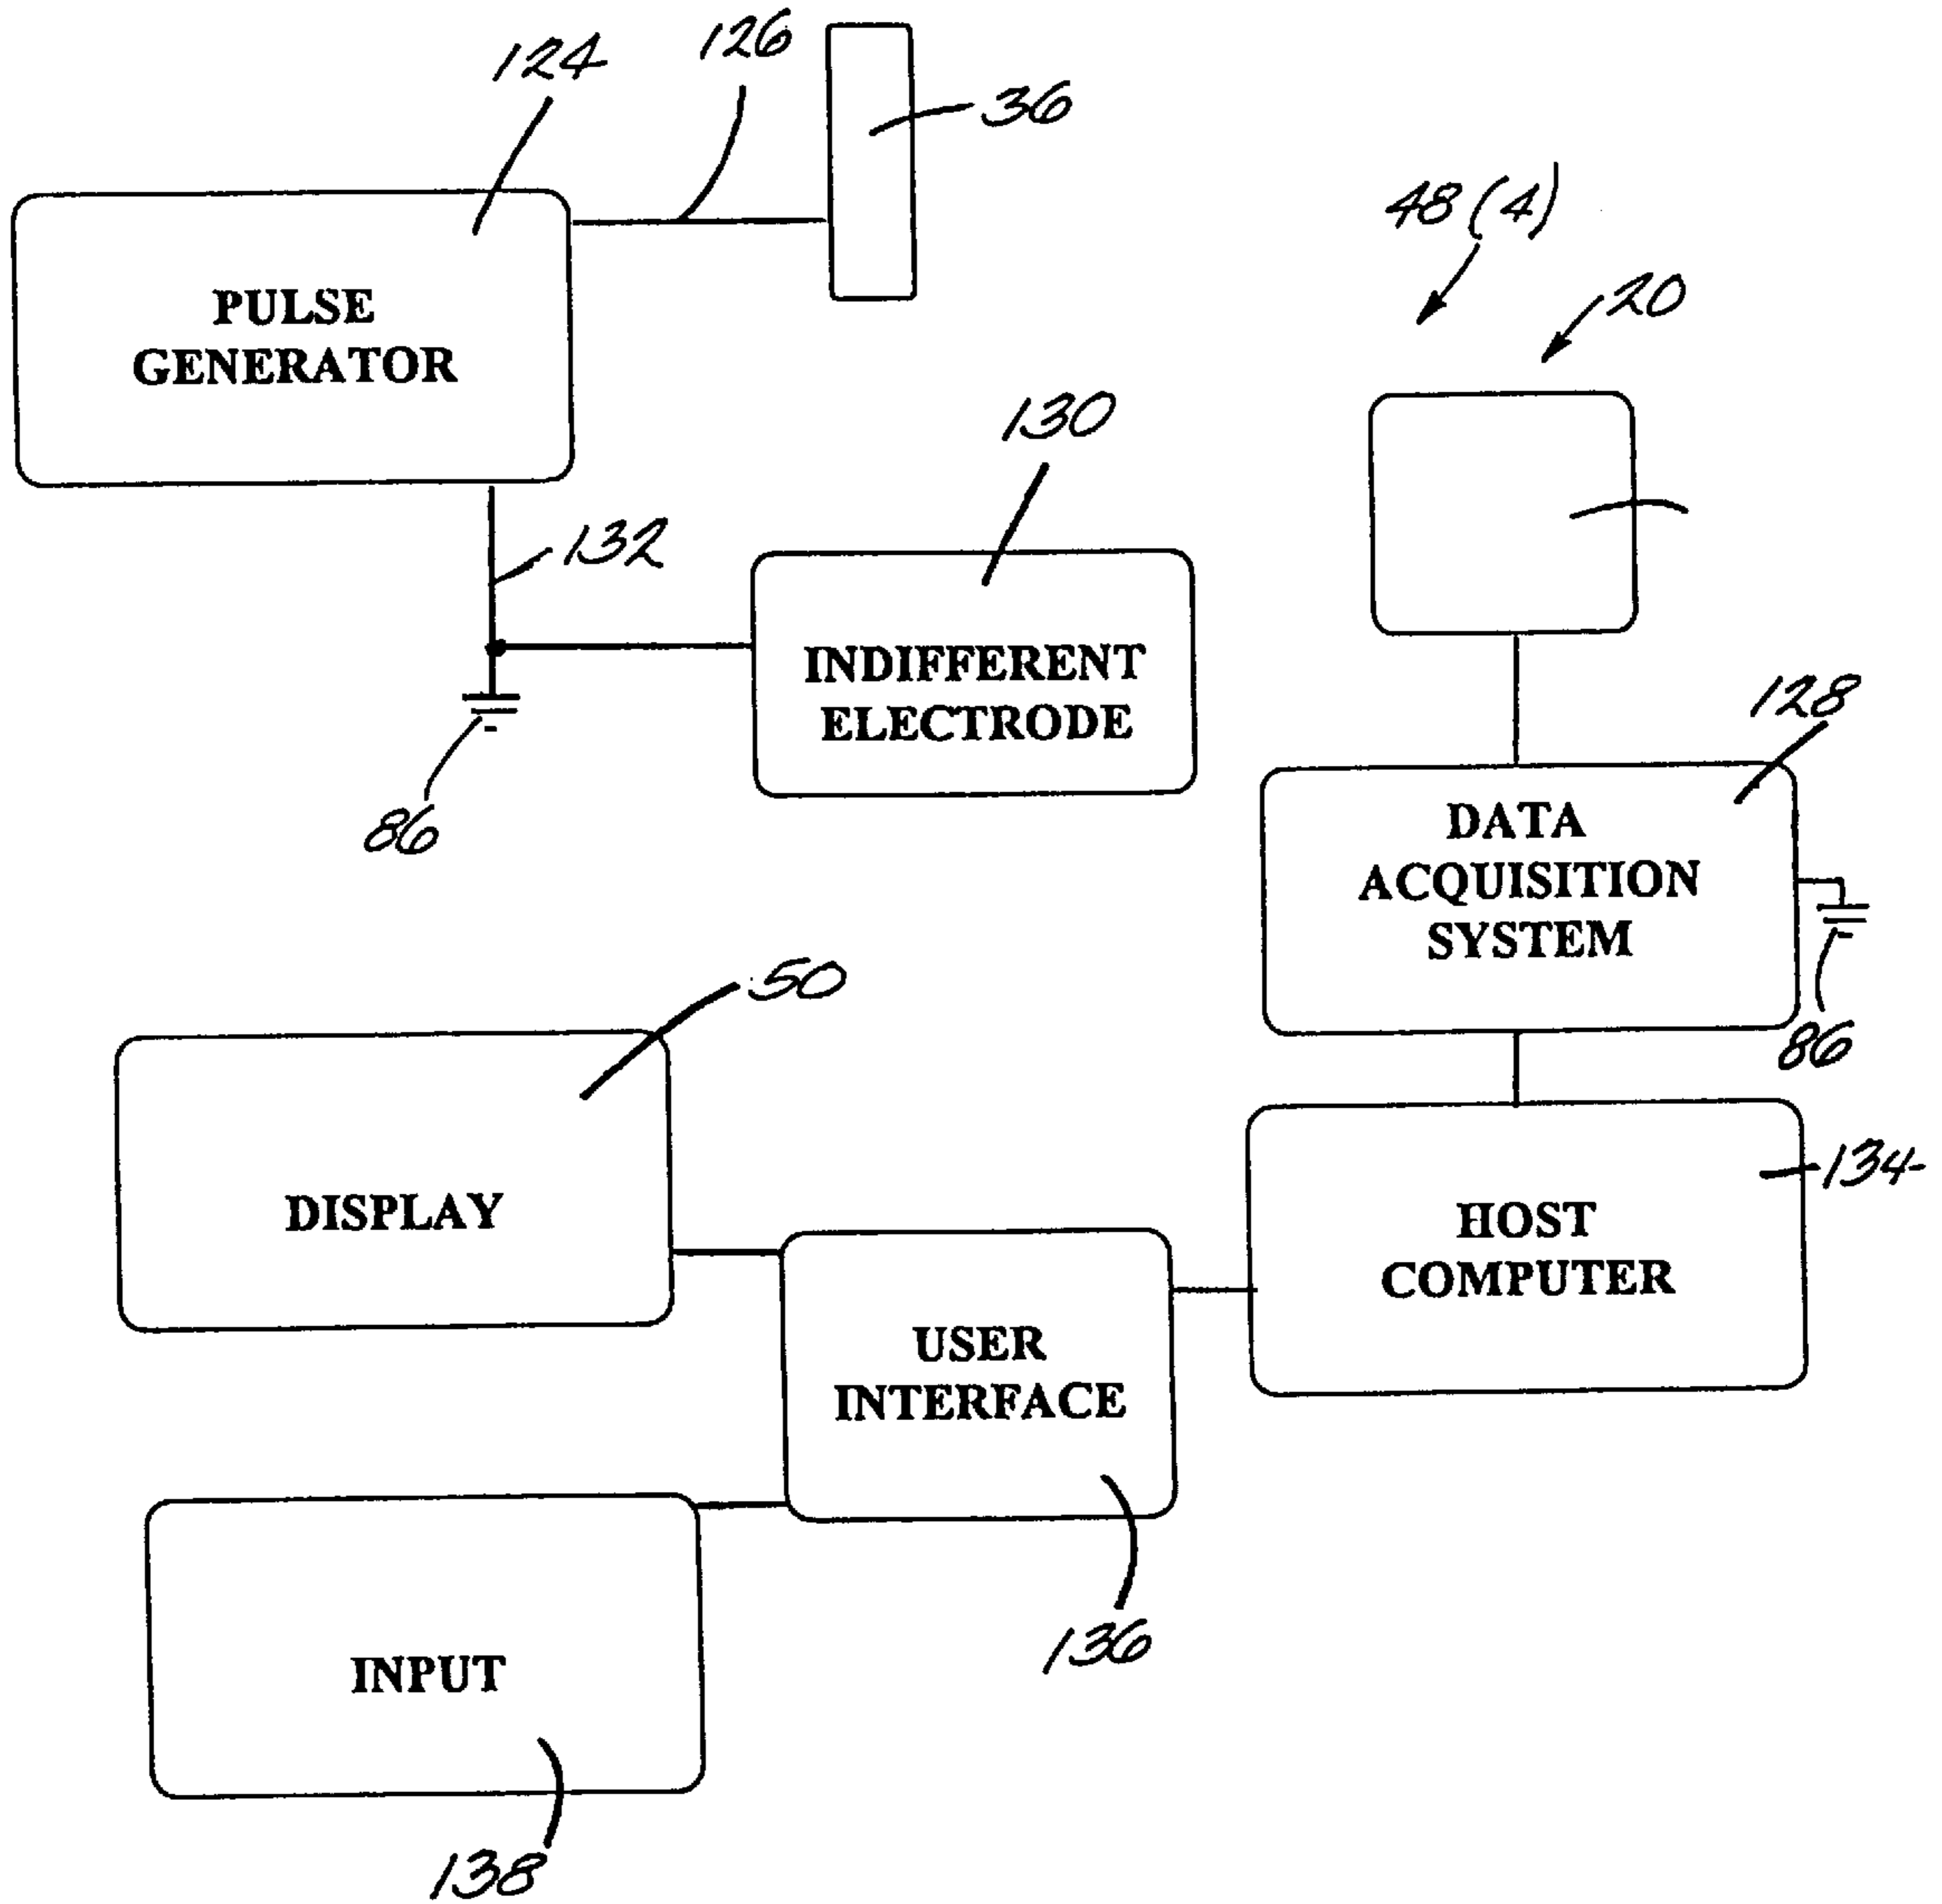 124
126
36
48 (4)
20
PULSE
GENERATOR
130
132
INDIFFERENT
ELECTRODE
86
128
DATA
ACQUISITION
SYSTEM
86
50
DISPLAY
134
HOST
COMPUTER
USER
INTERFACE
136
INPUT
138